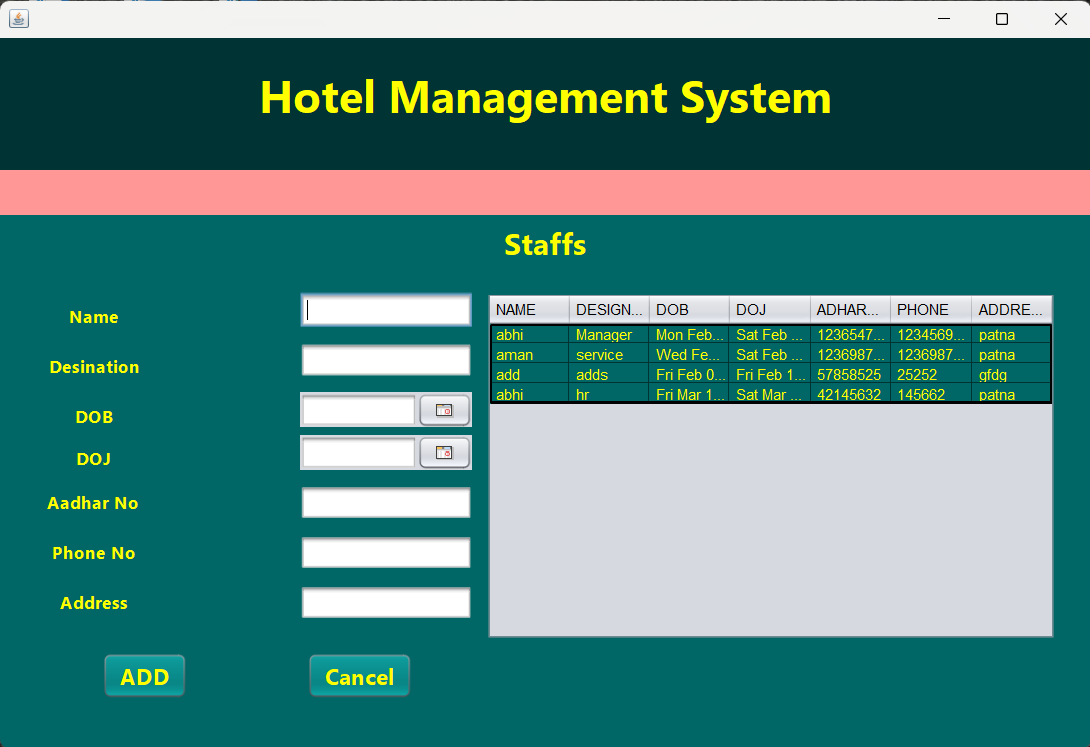 Hotel Management System
Staffs
Name
Desination
DOB
DOJ
Aadhar No
Phone No
Address
ADD
Cancel
NAME DESIGN... DOB DOJ ADHAR... PHONE ADDRE...
abhi Manager Mon Feb... Sat Feb ... 1236547... 1234569... patna
aman service Wed Fe... Sat Feb ... 1236987... 1236987... patna
add adds Fri Feb 0... Fri Feb 1... 57858525 25252 gfdg
abhi hr Fri Mar 1... Sat Mar ... 42145632 145662 patna